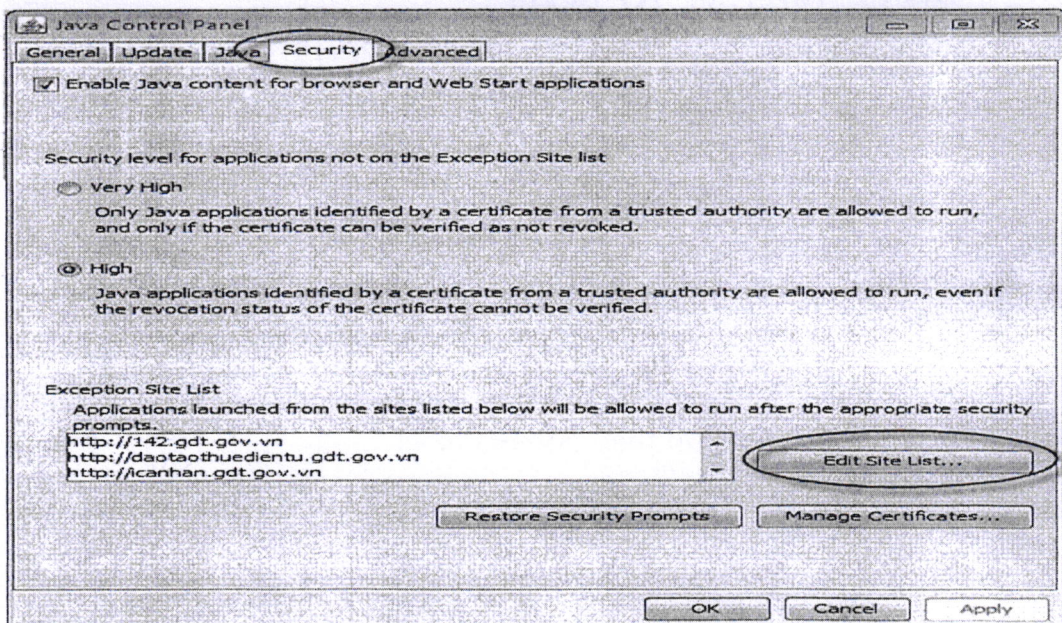 Java Control Panel
General Update Java Security Advanced
Enable Java content for browser and Web Start applications
Security level for applications not on the Exception Site list
Very High
Only Java applications identified by a certificate from a trusted authority are allowed to run,
and only if the certificate can be verified as not revoked.
High
Java applications identified by a certificate from a trusted authority are allowed to run, even if
the revocation status of the certificate cannot be verified.
Exception Site List
Applications launched from the sites listed below will be allowed to run after the appropriate security
prompts.
http://142.gdt.gov.vn
http://daotaothuedientu.gdt.gov.vn
http://icanhan.gdt.gov.vn
Edit Site List...
Restore Security Prompts Manage Certificates...
OK Cancel Apply